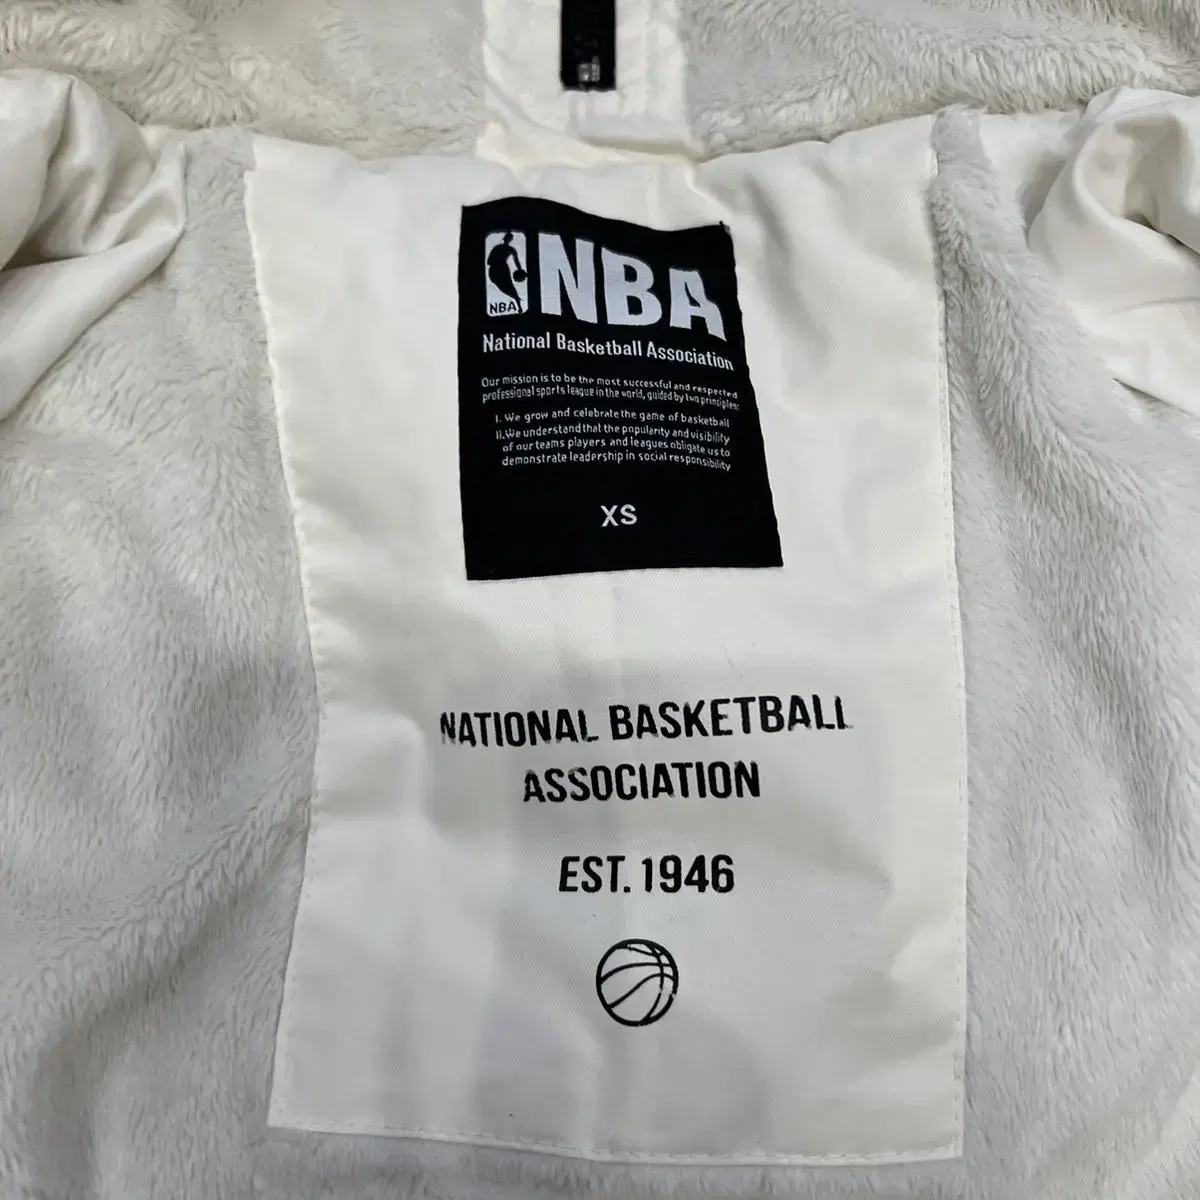 NBA
NBA
National Basketball Association
Our mission is to be the most successful and respected
professional sports league in the world, guided by two principles:
I. We grow and celebrate the game of basketball
II.We understand that the popularity and visibility
of our teams players and leagues obligate us to
demonstrate leadership in social responsibility
XS
NATIONAL BASKETBALL
ASSOCIATION
EST. 1946